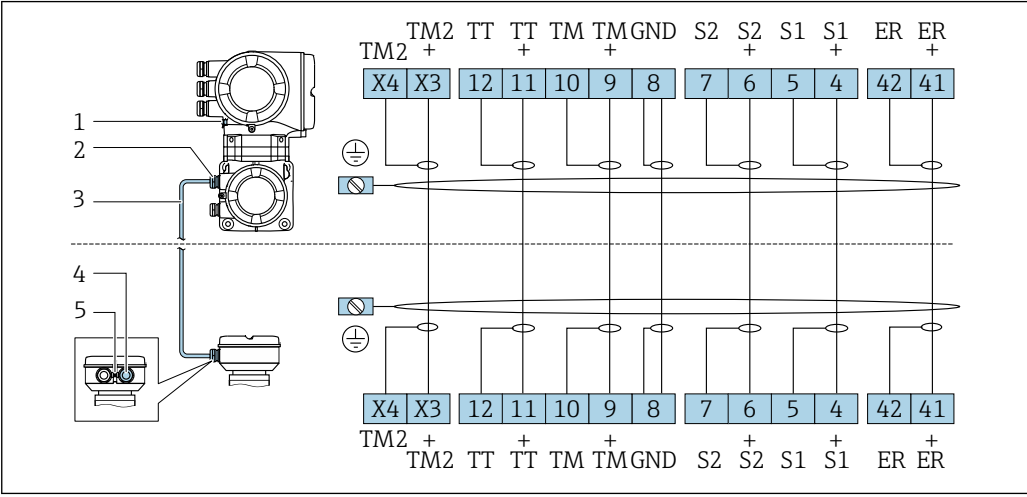 TM2 TT TT TM TM GND S2 S2 S1 S1 ER ER
TM2 + + + + + +
X4 X3 12 11 10 9 8 7 6 5 4 42 41
1
2
3
4
5
X4 X3 12 11 10 9 8 7 6 5 4 42 41
TM2 + + + + + +
TM2 TT TT TM TM GND S2 S2 S1 S1 ER ER